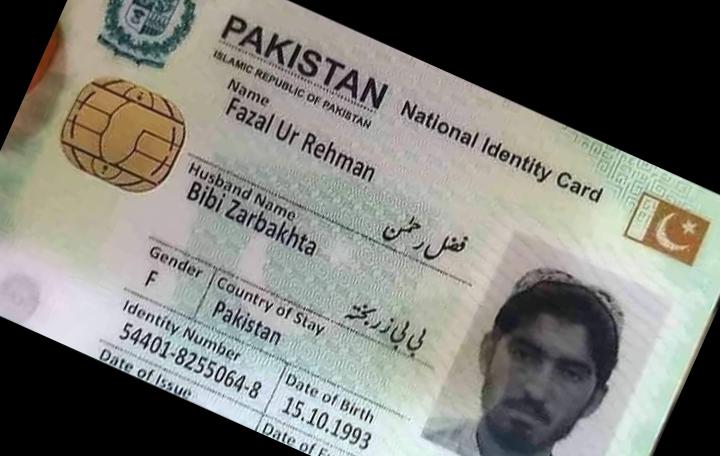 PAKISTAN National Identity Card
ISLAMIC REPUBLIC OF PAKISTAN
Name
Fazal Ur Rehman
فضل رحمٰن
Husband Name
Bibi Zarbakhta
بی بی زربختہ
Gender
F
Country of Stay
Pakistan
Identity Number
54401-8255064-8
Date of Birth
15.10.1993
Date of Issue
Date of